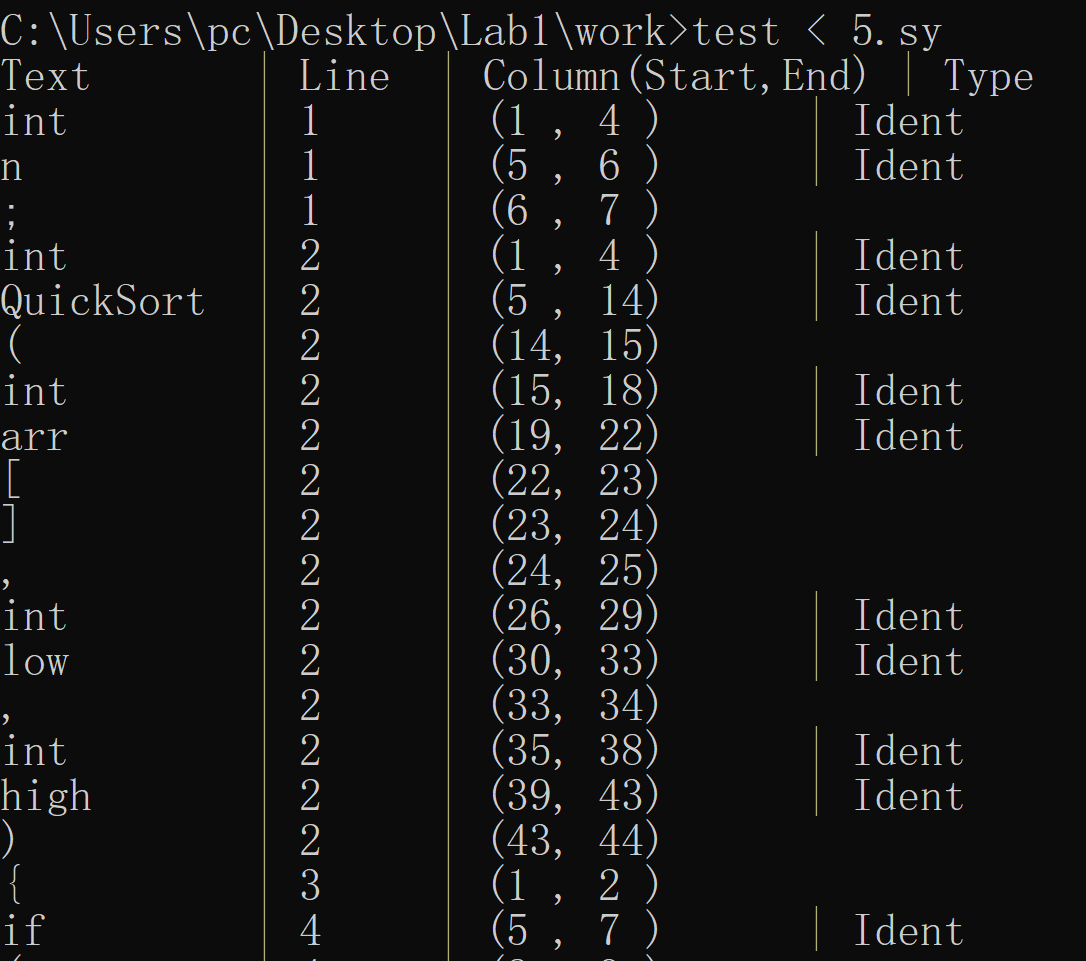 C:\Users\pc\Desktop\Lab1\work>test < 5.sy
Text | Line | Column(Start,End) | Type
int | 1 | (1 , 4 ) | Ident
n | 1 | (5 , 6 ) | Ident
; | 1 | (6 , 7 )
int | 2 | (1 , 4 ) | Ident
QuickSort | 2 | (5 , 14) | Ident
( | 2 | (14, 15)
int | 2 | (15, 18) | Ident
arr | 2 | (19, 22) | Ident
[ | 2 | (22, 23)
] | 2 | (23, 24)
, | 2 | (24, 25)
int | 2 | (26, 29) | Ident
low | 2 | (30, 33) | Ident
, | 2 | (33, 34)
int | 2 | (35, 38) | Ident
high | 2 | (39, 43) | Ident
) | 2 | (43, 44)
{ | 3 | (1 , 2 )
if | 4 | (5 , 7 ) | Ident